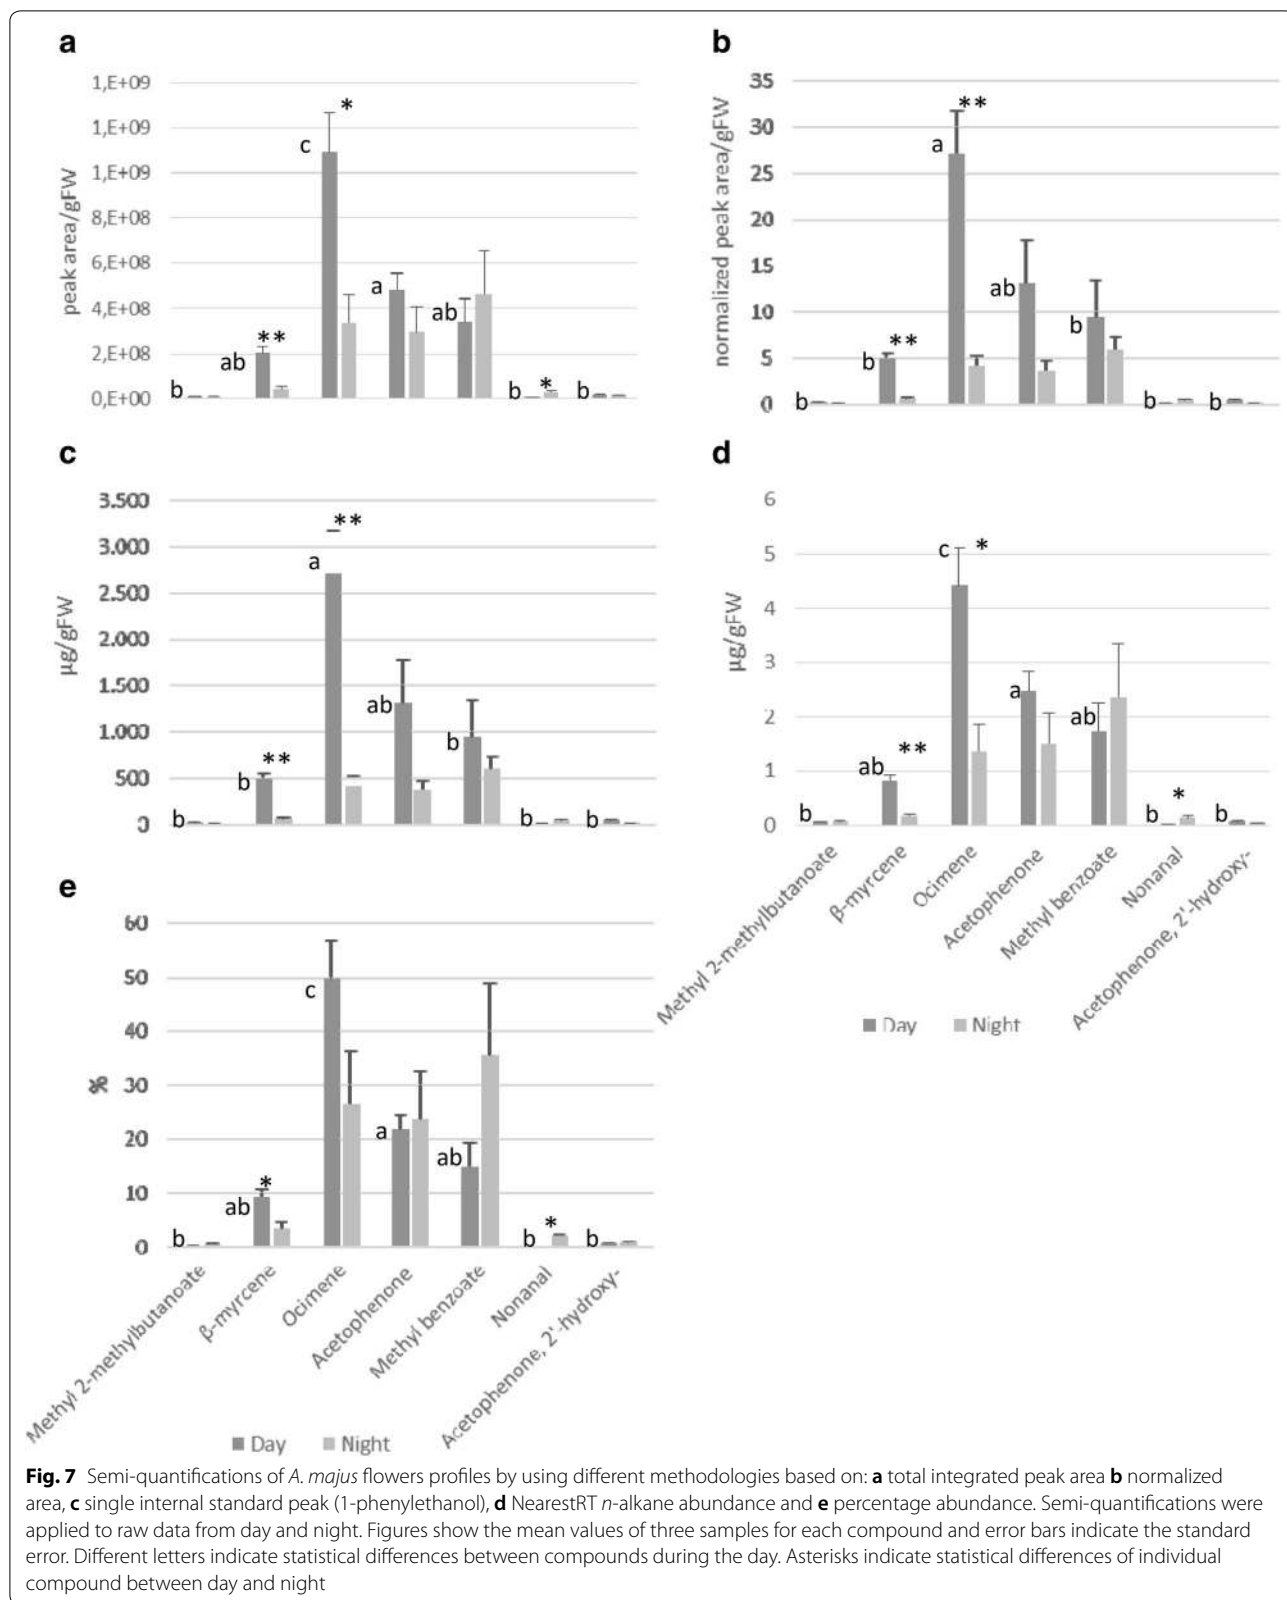 a
1,E+09
1,E+09
1,E+09
8,E+08
6,E+08
4,E+08
2,E+08
0,E+00
peak area/gFW
b
ab
**
c
*
a
ab
b
*
b
b
35
30
25
20
15
10
5
0
normalized peak area/gFW
b
b
**
a
**
ab
b
b
b
c
3.500
3.000
2.500
2.000
1.500
1.000
500
0
µg/gFW
b
b
**
a
**
ab
b
b
b
d
6
5
4
3
2
1
0
µg/gFW
b
ab
**
c
*
a
ab
b
*
b
Methyl 2-methylbutanoate
β-myrcene
Ocimene
Acetophenone
Methyl benzoate
Nonanal
Acetophenone, 2'-hydroxy-
Day Night
e
60
50
40
30
20
10
0
%
b
ab
*
c
a
ab
b
*
b
Methyl 2-methylbutanoate
β-myrcene
Ocimene
Acetophenone
Methyl benzoate
Nonanal
Acetophenone, 2'-hydroxy-
Day Night
Fig. 7 Semi-quantifications of A. majus flowers profiles by using different methodologies based on: a total integrated peak area b normalized
area, c single internal standard peak (1-phenylethanol), d NearestRT n-alkane abundance and e percentage abundance. Semi-quantifications were
applied to raw data from day and night. Figures show the mean values of three samples for each compound and error bars indicate the standard
error. Different letters indicate statistical differences between compounds during the day. Asterisks indicate statistical differences of individual
compound between day and night